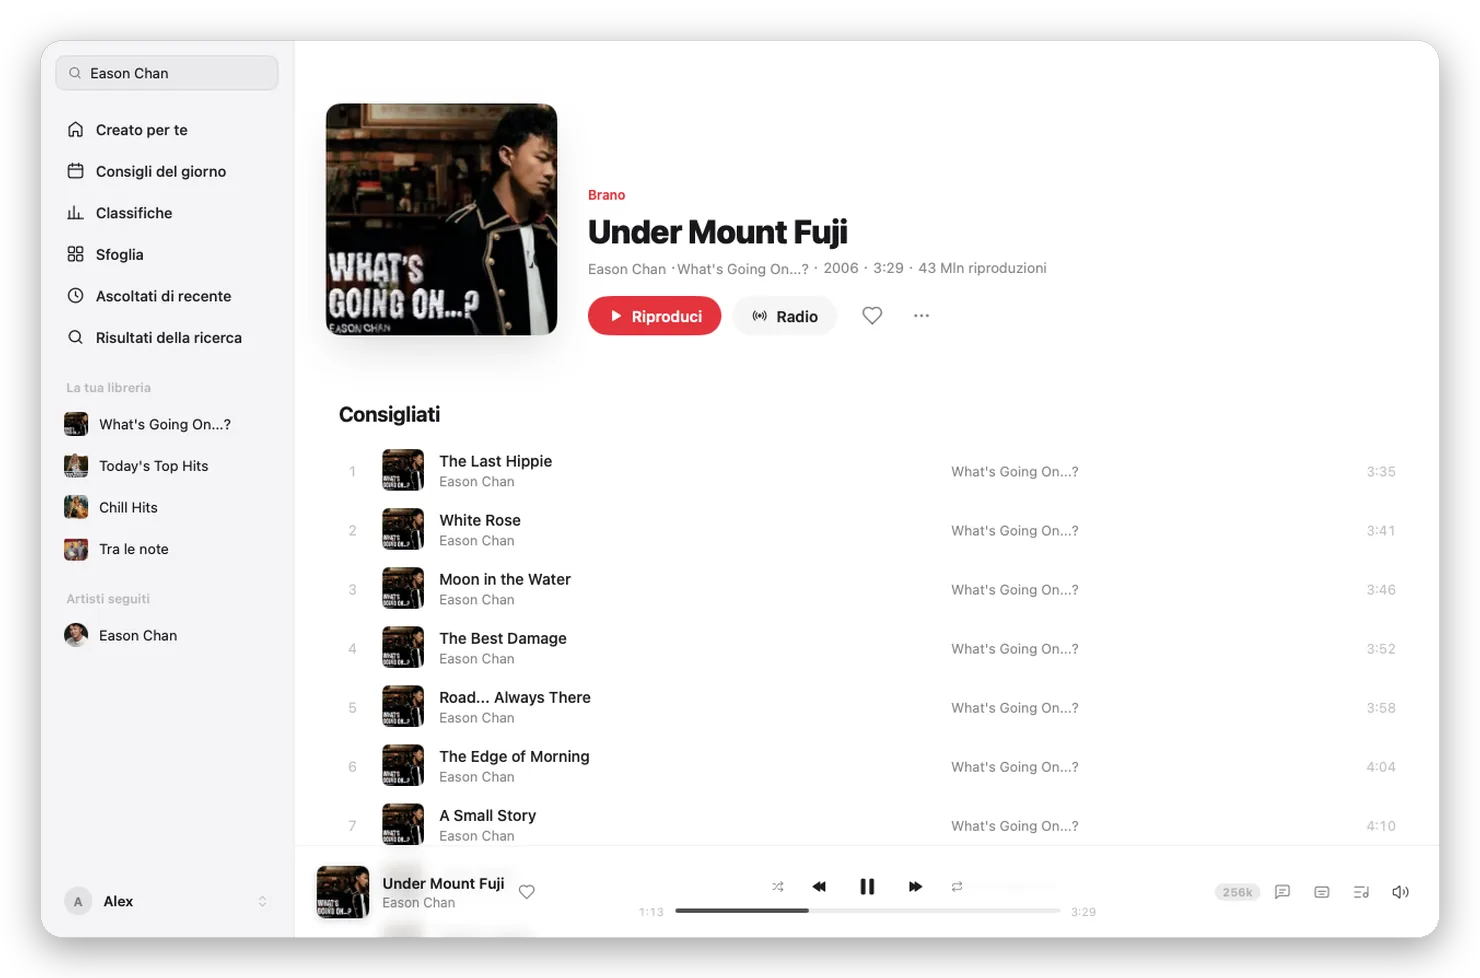 Eason Chan
Creato per te
Consigli del giorno
Classifiche
Sfoglia
Ascoltati di recente
Risultati della ricerca
La tua libreria
What's Going On...?
Today's Top Hits
Chill Hits
Tra le note
Artisti seguiti
Eason Chan
A Alex
WHAT'S
GOING ON...?
EASON CHAN
Brano
Under Mount Fuji
Eason Chan · What's Going On...? · 2006 · 3:29 · 43 Mln riproduzioni
Riproduci Radio
Consigliati
1 The Last Hippie What's Going On...? 3:35
Eason Chan
2 White Rose What's Going On...? 3:41
Eason Chan
3 Moon in the Water What's Going On...? 3:46
Eason Chan
4 The Best Damage What's Going On...? 3:52
Eason Chan
5 Road... Always There What's Going On...? 3:58
Eason Chan
6 The Edge of Morning What's Going On...? 4:04
Eason Chan
7 A Small Story What's Going On...? 4:10
Eason Chan
Under Mount Fuji
Eason Chan
1:13 3:29
256k